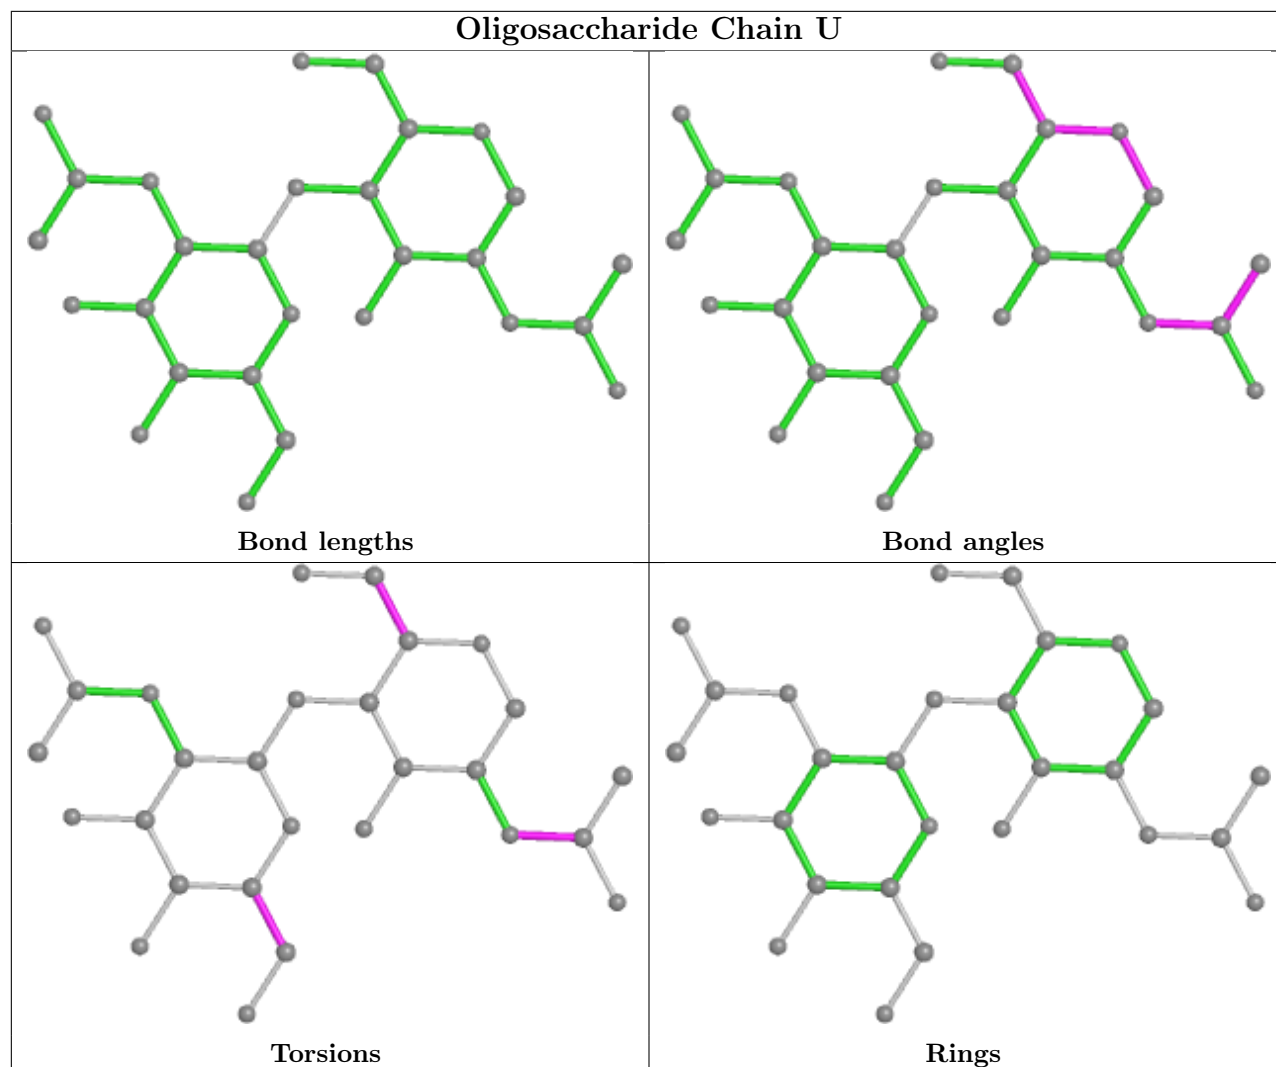 Oligosaccharide Chain U
Bond lengths
Bond angles
Torsions
Rings